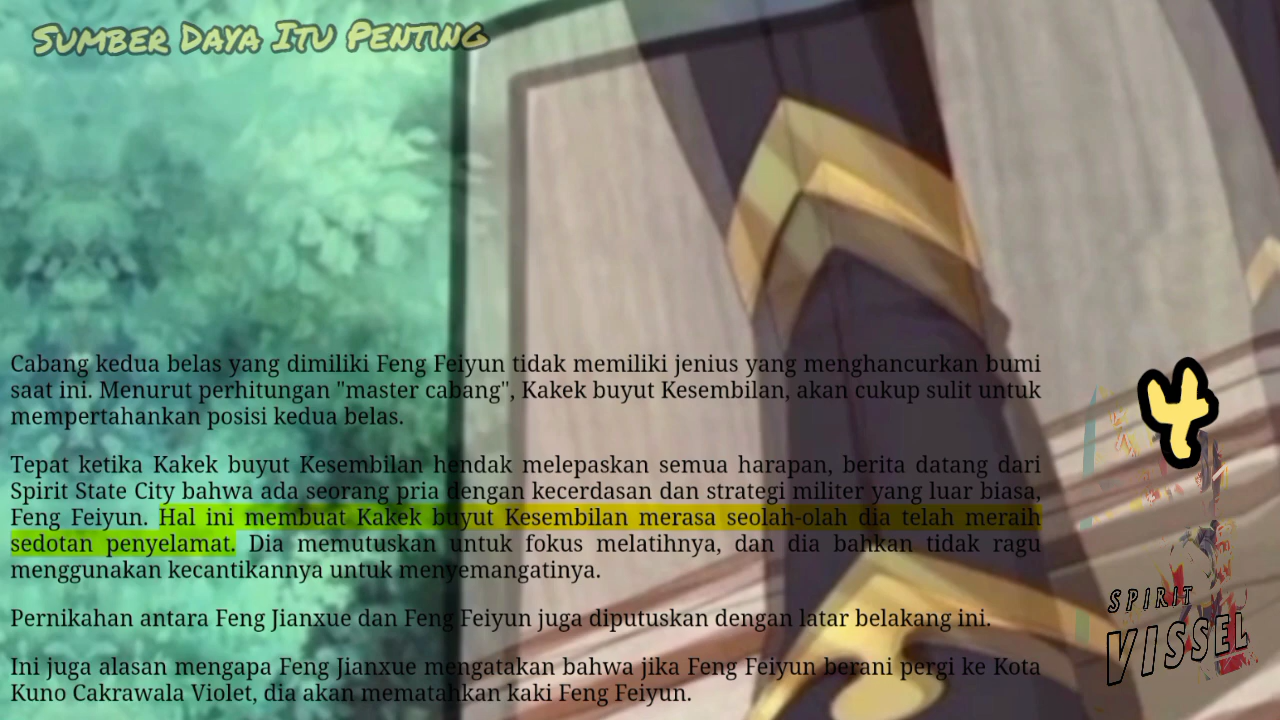 Sumber Daya Itu Penting
Cabang kedua belas yang dimiliki Feng Feiyun tidak memiliki jenius yang menghancurkan bumi
saat ini. Menurut perhitungan "master cabang", Kakek buyut Kesembilan, akan cukup sulit untuk
mempertahankan posisi kedua belas.
Tepat ketika Kakek buyut Kesembilan hendak melepaskan semua harapan, berita datang dari
Spirit State City bahwa ada seorang pria dengan kecerdasan dan strategi militer yang luar biasa,
Feng Feiyun. Hal ini membuat Kakek buyut Kesembilan merasa seolah-olah dia telah meraih
sedotan penyelamat. Dia memutuskan untuk fokus melatihnya, dan dia bahkan tidak ragu
menggunakan kecantikannya untuk menyemangatinya.
Pernikahan antara Feng Jianxue dan Feng Feiyun juga diputuskan dengan latar belakang ini.
Ini juga alasan mengapa Feng Jianxue mengatakan bahwa jika Feng Feiyun berani pergi ke Kota
Kuno Cakrawala Violet, dia akan mematahkan kaki Feng Feiyun.
4
SPIRIT
VISSEL